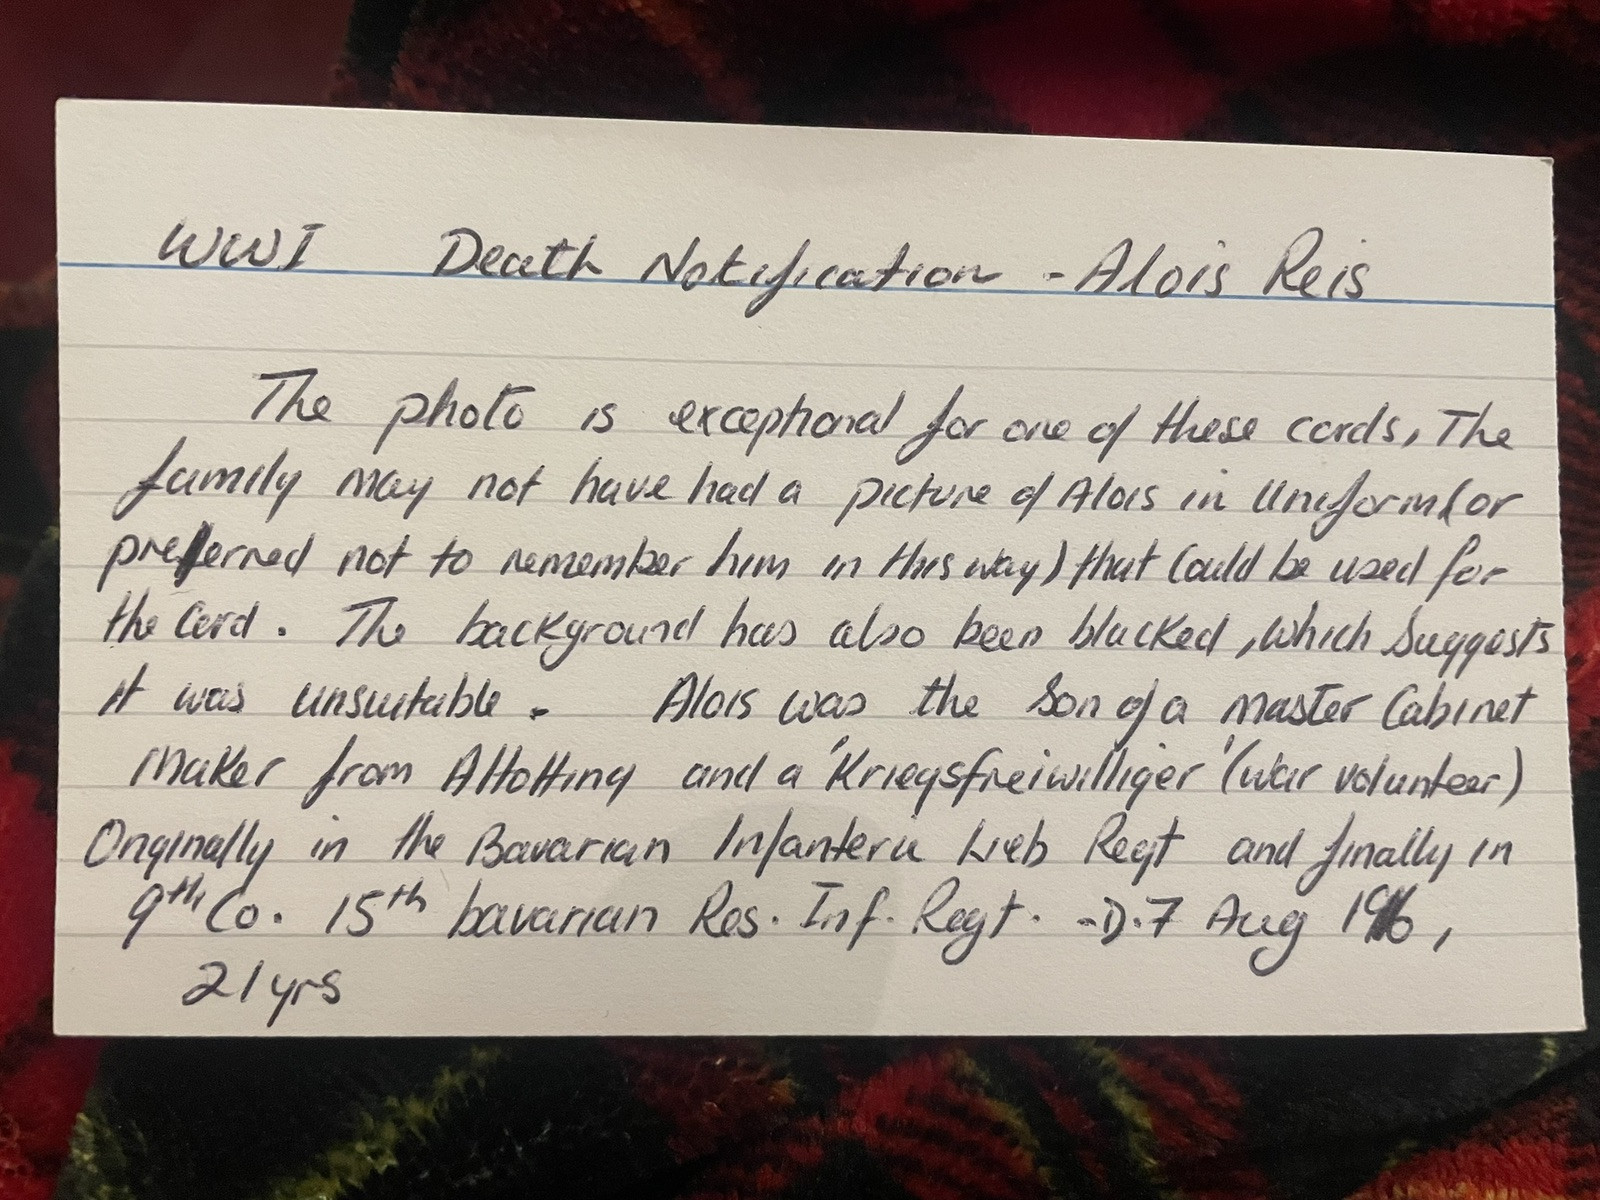 WWI Death Notification - Alois Reis
The photo is exceptional for one of these cards, The
family may not have had a picture of Alois in Uniform (or
preferred not to remember him in this way) that Could be used for
the Card. The background has also been blacked, which Suggests
it was unsuitable. Alois was the Son of a Master Cabinet
Maker from Altotting and a 'Kriegsfreiwilliger' (war volunteer)
Originally in the Bavarian Infanterie Lieb Regt and finally in
9th Co. 15th bavarian Res. Inf. Regt. -D.7 Aug 1916,
21yrs